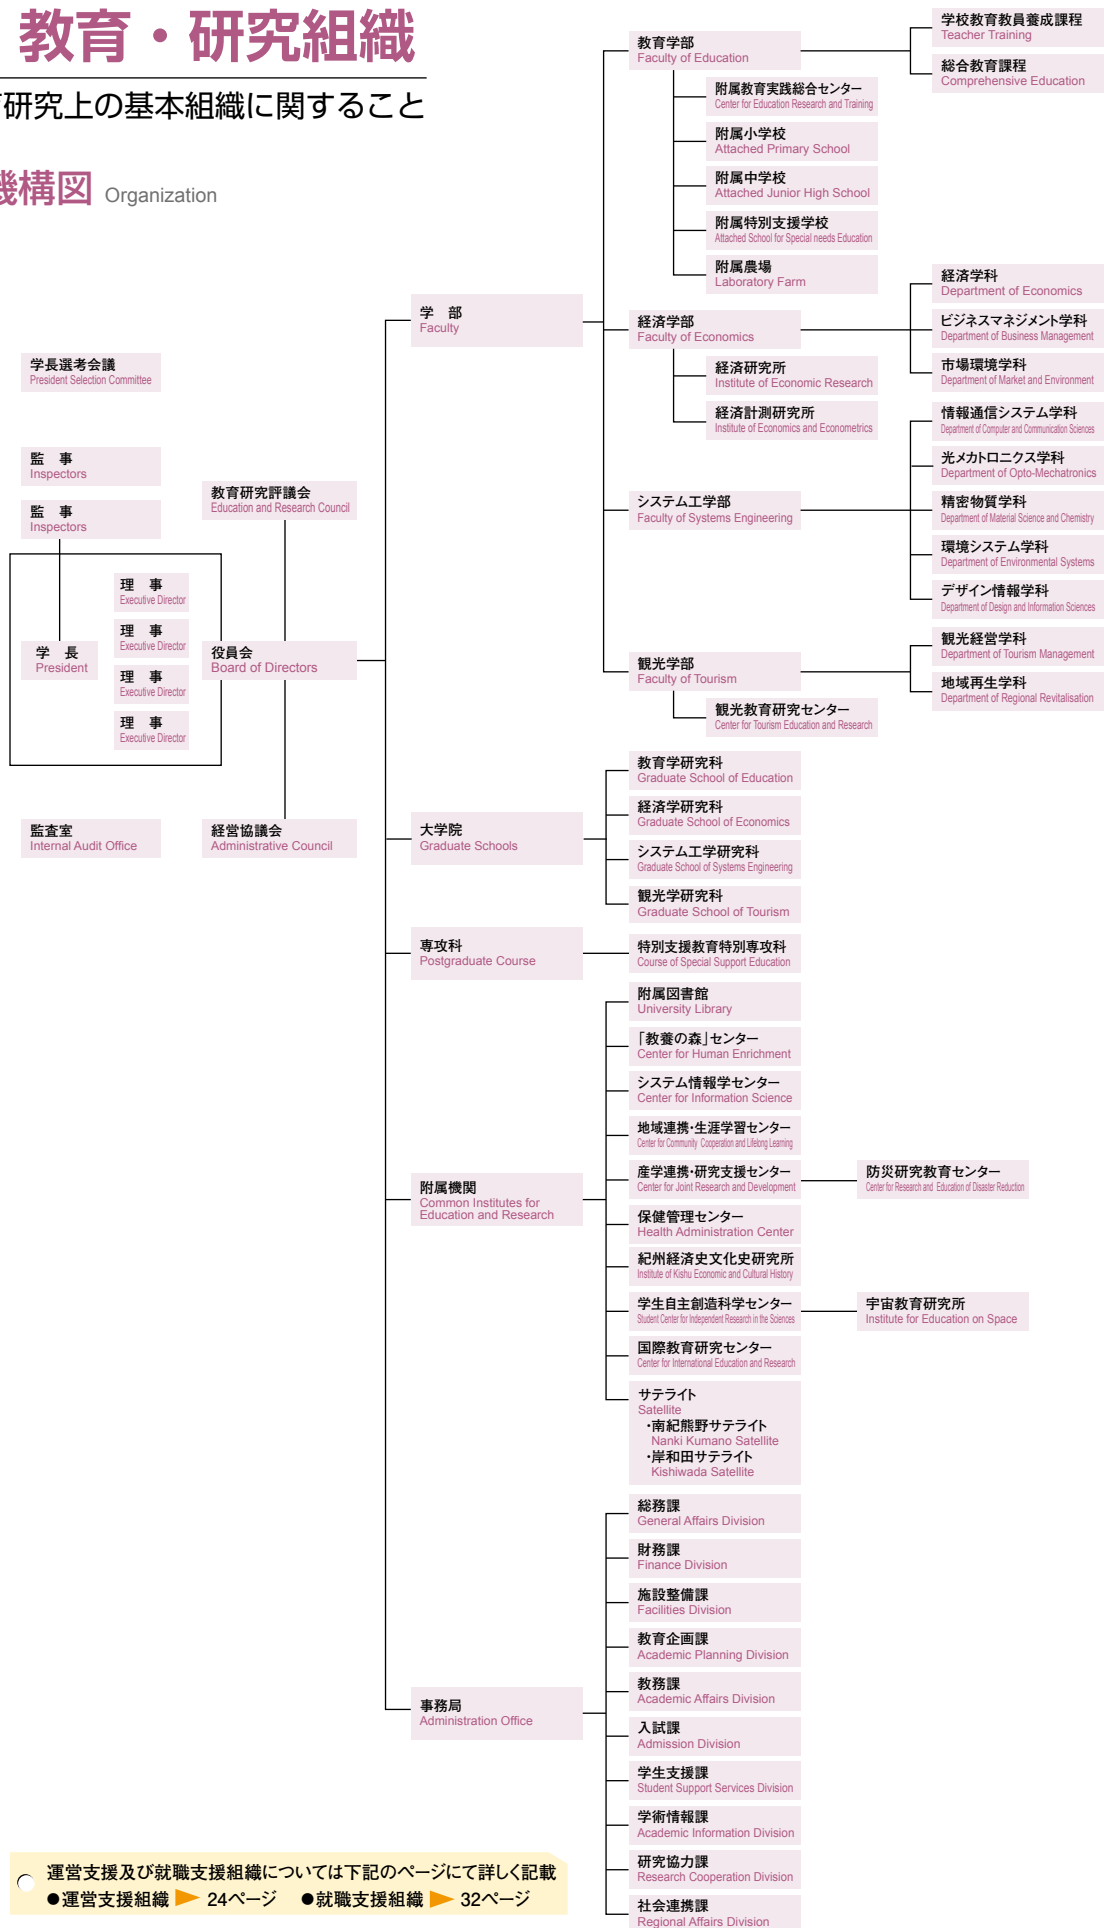 教育・研究組織
研究上の基本組織に関すること
機構図 Organization
学長選考会議
President Selection Committee
監　事
Inspectors
監　事
Inspectors
理　事
Executive Director
理　事
Executive Director
理　事
Executive Director
理　事
Executive Director
学　長
President
監査室
Internal Audit Office
教育研究評議会
Education and Research Council
役員会
Board of Directors
経営協議会
Administrative Council
学　部
Faculty
教育学部
Faculty of Education
学校教育教員養成課程
Teacher Training
総合教育課程
Comprehensive Education
附属教育実践総合センター
Center for Education Research and Training
附属小学校
Attached Primary School
附属中学校
Attached Junior High School
附属特別支援学校
Attached School for Special needs Education
附属農場
Laboratory Farm
経済学部
Faculty of Economics
経済学科
Department of Economics
ビジネスマネジメント学科
Department of Business Management
市場環境学科
Department of Market and Environment
経済研究所
Institute of Economic Research
経済計測研究所
Institute of Economics and Econometrics
システム工学部
Faculty of Systems Engineering
情報通信システム学科
Department of Computer and Communication Sciences
光メカトロニクス学科
Department of Opto-Mechatronics
精密物質学科
Department of Material Science and Chemistry
環境システム学科
Department of Environmental Systems
デザイン情報学科
Department of Design and Information Sciences
観光学部
Faculty of Tourism
観光経営学科
Department of Tourism Management
地域再生学科
Department of Regional Revitalisation
観光教育研究センター
Center for Tourism Education and Research
大学院
Graduate Schools
教育学研究科
Graduate School of Education
経済学研究科
Graduate School of Economics
システム工学研究科
Graduate School of Systems Engineering
観光学研究科
Graduate School of Tourism
専攻科
Postgraduate Course
特別支援教育特別専攻科
Course of Special Support Education
附属機関
Common Institutes for
Education and Research
附属図書館
University Library
「教養の森」センター
Center for Human Enrichment
システム情報学センター
Center for Information Science
地域連携・生涯学習センター
Center for Community Cooperation and Lifelong Learning
産学連携・研究支援センター
Center for Joint Research and Development
防災研究教育センター
Center for Research and Education of Disaster Reduction
保健管理センター
Health Administration Center
紀州経済史文化史研究所
Institute of Kishu Economic and Cultural History
学生自主創造科学センター
Student Center for Independent Research in the Sciences
宇宙教育研究所
Institute for Education on Space
国際教育研究センター
Center for International Education and Research
サテライト
Satellite
・南紀熊野サテライト
Nanki Kumano Satellite
・岸和田サテライト
Kishiwada Satellite
事務局
Administration Office
総務課
General Affairs Division
財務課
Finance Division
施設整備課
Facilities Division
教育企画課
Academic Planning Division
教務課
Academic Affairs Division
入試課
Admission Division
学生支援課
Student Support Services Division
学術情報課
Academic Information Division
研究協力課
Research Cooperation Division
社会連携課
Regional Affairs Division
運営支援及び就職支援組織については下記のページにて詳しく記載
●運営支援組織 ▶ 24ページ ●就職支援組織 ▶ 32ページ